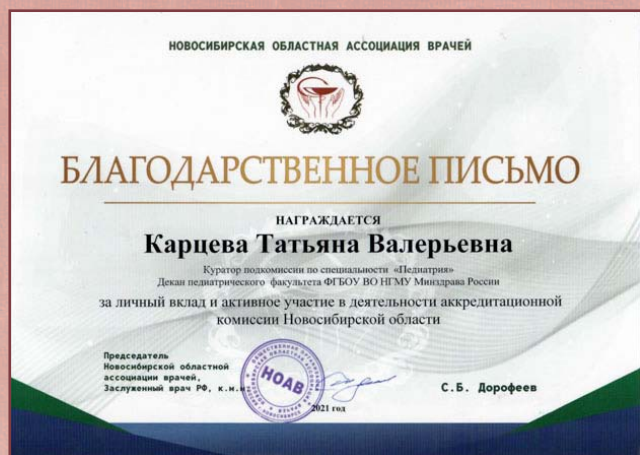 НОВОСИБИРСКАЯ ОБЛАСТНАЯ АССОЦИАЦИЯ ВРАЧЕЙ
БЛАГОДАРСТВЕННОЕ ПИСЬМО
НАГРАЖДАЕТСЯ
Карцева Татьяна Валерьевна
Куратор подкомиссии по специальности «Педиатрия»
Декан педиатрического факультета ФГБОУ ВО НГМУ Минздрава России
за личный вклад и активное участие в деятельности аккредитационной
комиссии Новосибирской области
Председатель
Новосибирской областной
ассоциации врачей,
Заслуженный врач РФ, к.м.н.
НОАВ
С.Б. Дорофеев
2021 год